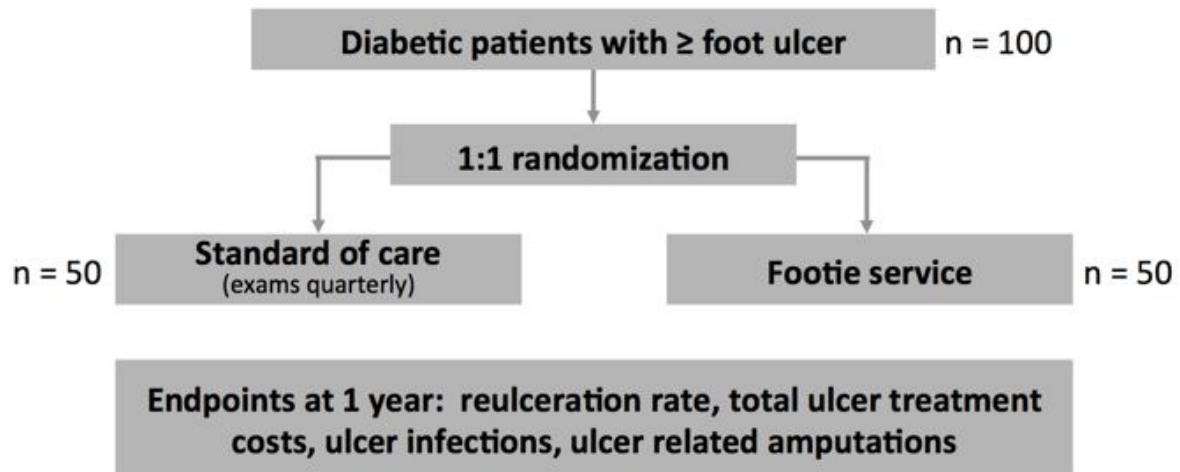 Diabetic patients with ≥ foot ulcer n = 100
1:1 randomization
n = 50 Standard of care
(exams quarterly)
Footie service n = 50
Endpoints at 1 year: reulceration rate, total ulcer treatment
costs, ulcer infections, ulcer related amputations